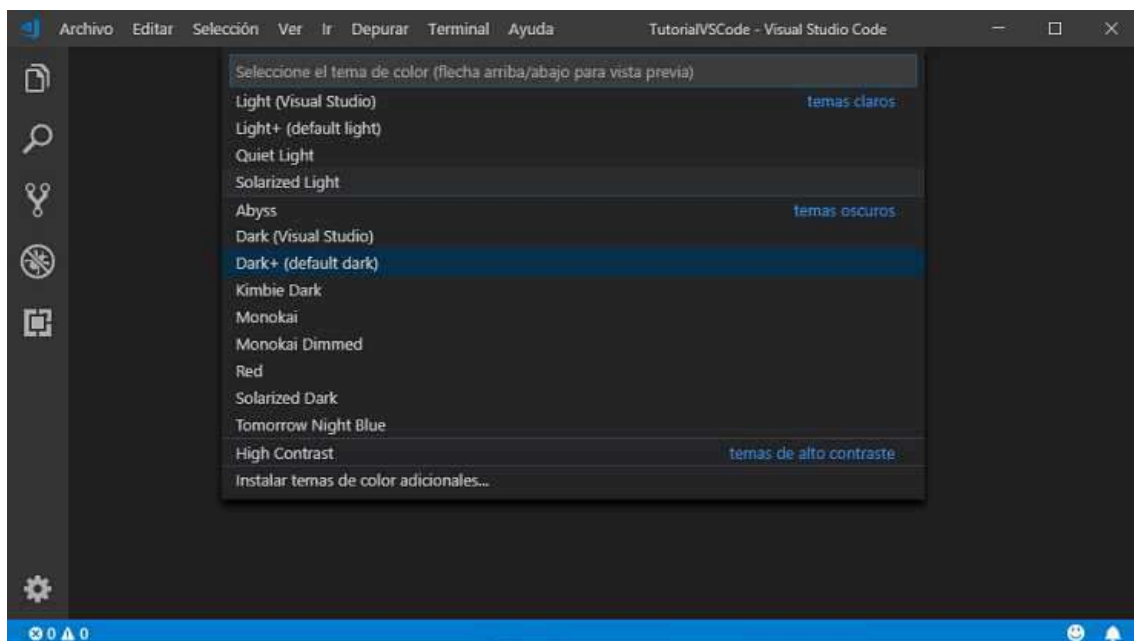 Archivo Editar Selección Ver Ir Depurar Terminal Ayuda TutorialVSCode - Visual Studio Code
Seleccione el tema de color (flecha arriba/abajo para vista previa)
Light (Visual Studio) temas claros
Light+ (default light)
Quiet Light
Solarized Light
Abyss temas oscuros
Dark (Visual Studio)
Dark+ (default dark)
Kimbie Dark
Monokai
Monokai Dimmed
Red
Solarized Dark
Tomorrow Night Blue
High Contrast temas de alto contraste
Instalar temas de color adicionales...
0 0